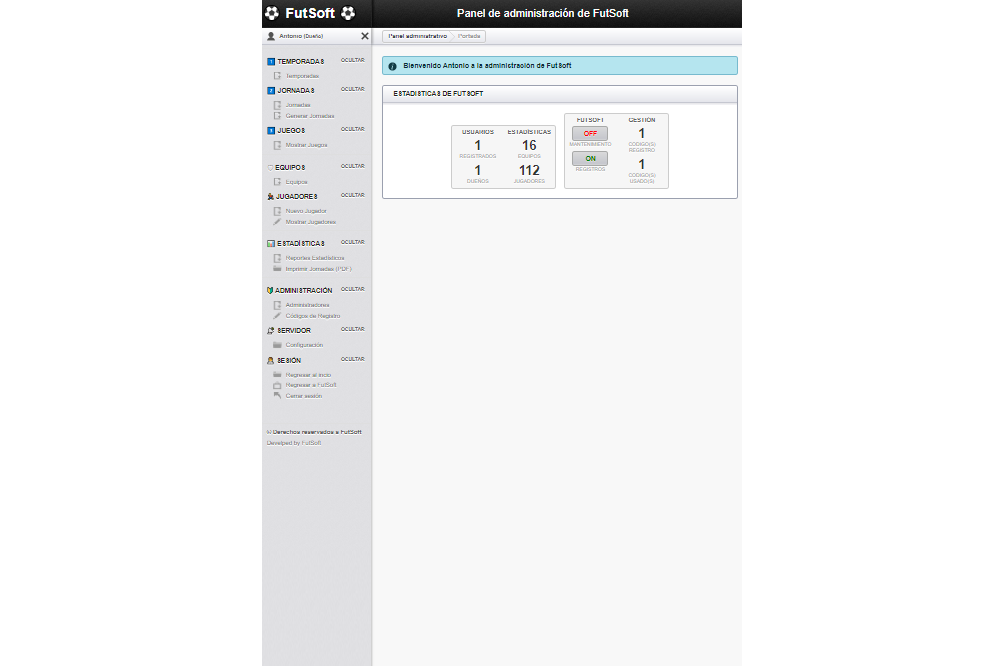 FutSoft
Panel de administración de FutSoft
Antonio (Dueño)
Panel administrativo
Portada
TEMPORADAS OCULTAR
Temporadas
JORNADAS OCULTAR
Jornadas
Generar Jornadas
JUEGOS OCULTAR
Mostrar Juegos
EQUIPOS OCULTAR
Equipos
JUGADORES OCULTAR
Nuevo Jugador
Mostrar Jugadores
ESTADÍSTICAS OCULTAR
Reportes Estadísticos
Imprimir Jornadas (PDF)
ADMINISTRACIÓN OCULTAR
Administradores
Códigos de Registro
SERVIDOR OCULTAR
Configuración
SESIÓN OCULTAR
Regresar al inicio
Regresar a FutSoft
Cerrar sesión
Derechos reservados a FutSoft
Develped by FutSoft
Bienvenido Antonio a la administración de FutSoft
ESTADISTICAS DE FUTSOFT
USUARIOS ESTADÍSTICAS
1 16
REGISTRADOS EQUIPOS
1 112
DUEÑOS JUGADORES
FUTSOFT GESTIÓN
OFF 1
MANTENIMIENTO CODIGO(S)
REGISTRO
ON 1
REGISTROS CODIGO(S)
USADO(S)